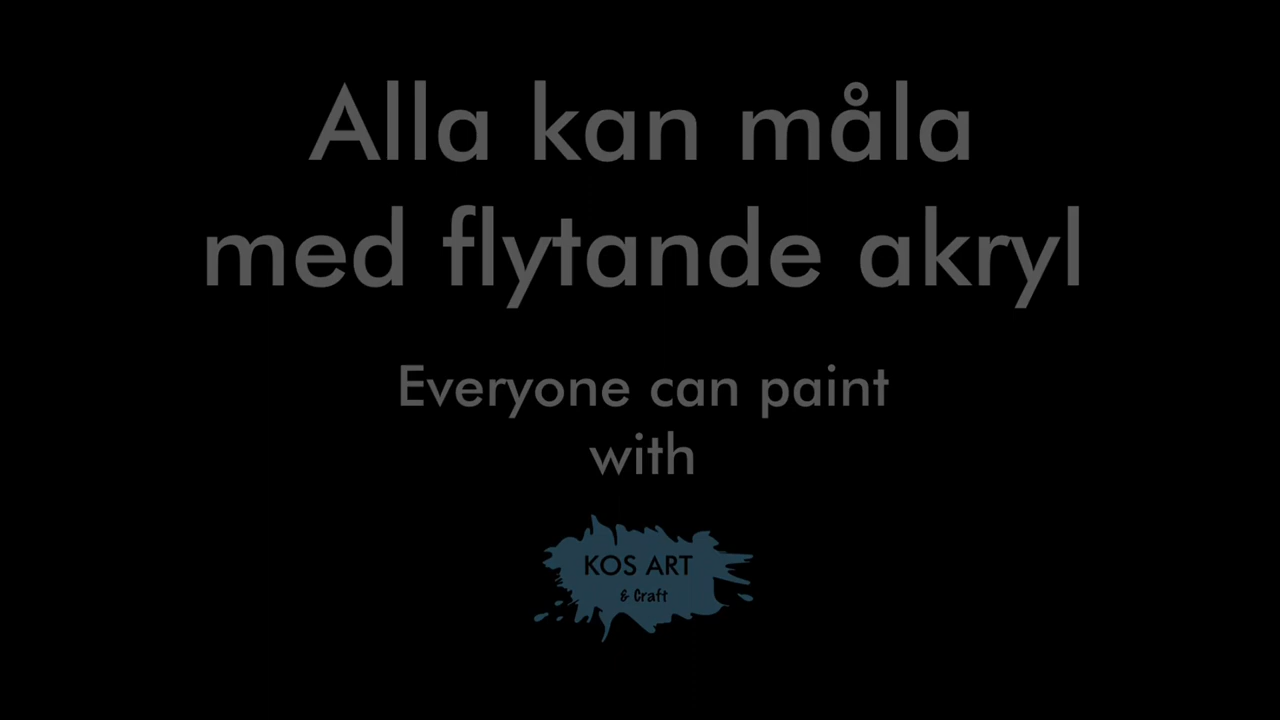 Alla kan måla
med flytande akryl
Everyone can paint
with
KOS ART
& Craft